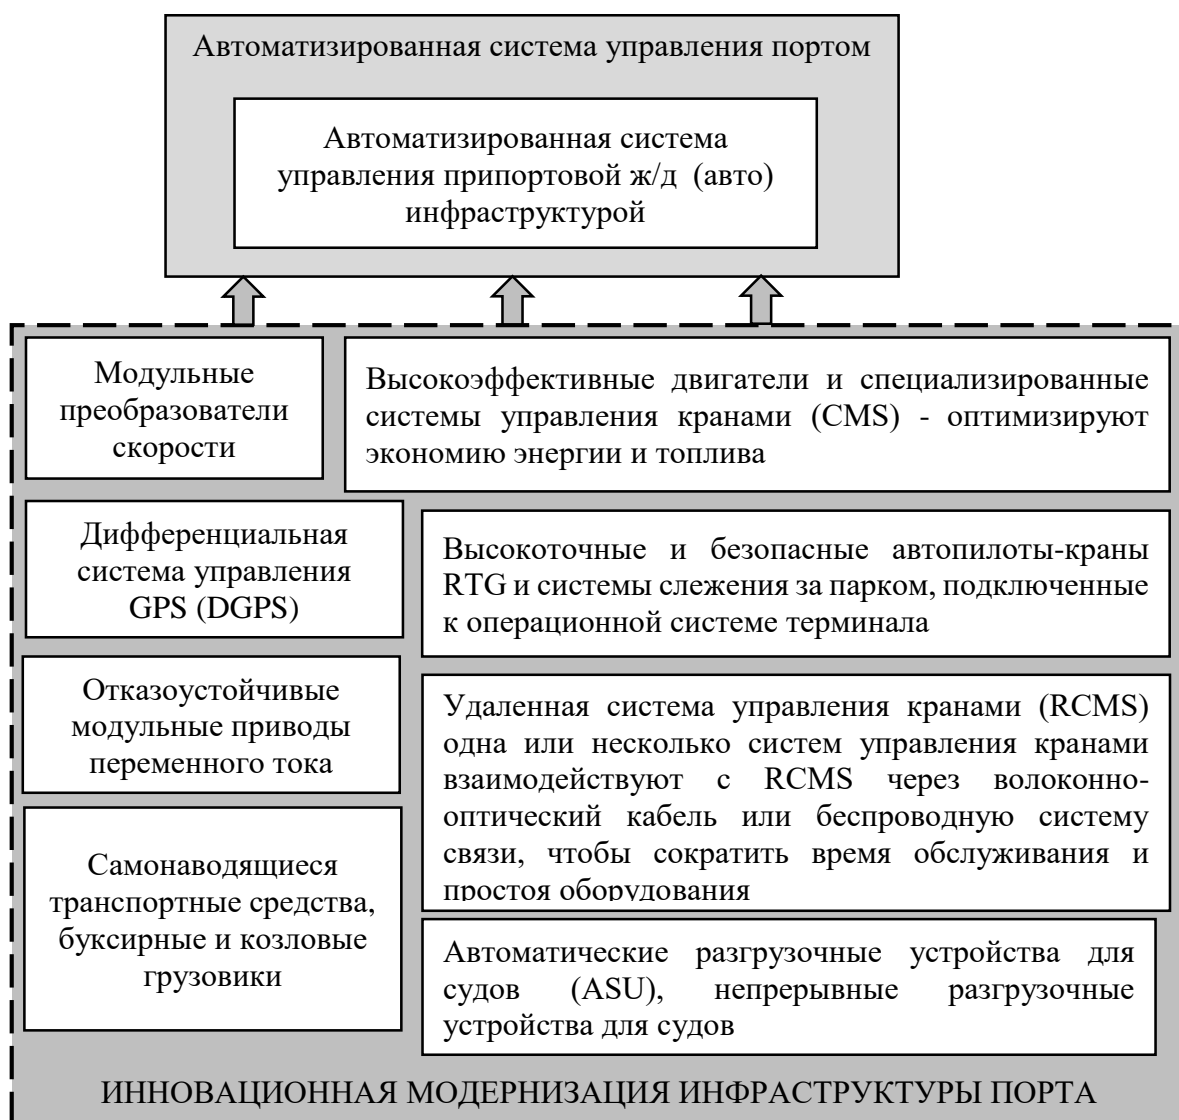 Автоматизированная система управления портом
Автоматизированная система
управления припортовой ж/д (авто)
инфраструктурой
Модульные
преобразователи
скорости
Высокоэффективные двигатели и специализированные
системы управления кранами (CMS) - оптимизируют
экономию энергии и топлива
Дифференциальная
система управления
GPS (DGPS)
Высокоточные и безопасные автопилоты-краны
RTG и системы слежения за парком, подключенные
к операционной системе терминала
Отказоустойчивые
модульные приводы
переменного тока
Удаленная система управления кранами (RCMS)
одна или несколько систем управления кранами
взаимодействуют с RCMS через волоконно-
оптический кабель или беспроводную систему
связи, чтобы сократить время обслуживания и
простоя оборудования
Самонаводящиеся
транспортные средства,
буксирные и козловые
грузовики
Автоматические разгрузочные устройства для
судов (ASU), непрерывные разгрузочные
устройства для судов
ИННОВАЦИОННАЯ МОДЕРНИЗАЦИЯ ИНФРАСТРУКТУРЫ ПОРТА